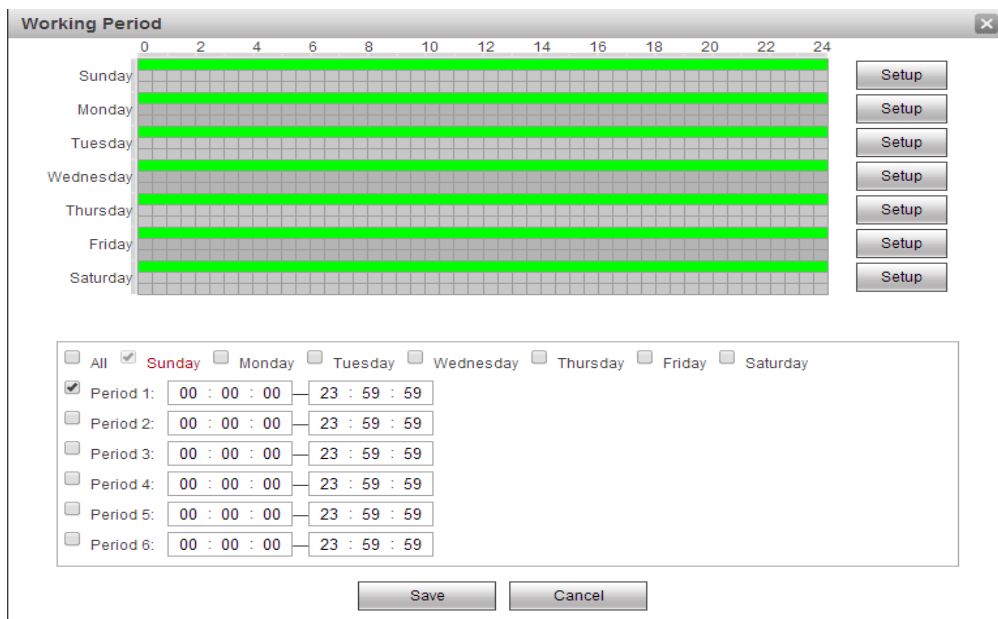 Working Period
0 2 4 6 8 10 12 14 16 18 20 22 24
Sunday Setup
Monday Setup
Tuesday Setup
Wednesday Setup
Thursday Setup
Friday Setup
Saturday Setup
All Sunday Monday Tuesday Wednesday Thursday Friday Saturday
Period 1: 00 : 00 : 00 — 23 : 59 : 59
Period 2: 00 : 00 : 00 — 23 : 59 : 59
Period 3: 00 : 00 : 00 — 23 : 59 : 59
Period 4: 00 : 00 : 00 — 23 : 59 : 59
Period 5: 00 : 00 : 00 — 23 : 59 : 59
Period 6: 00 : 00 : 00 — 23 : 59 : 59
Save Cancel